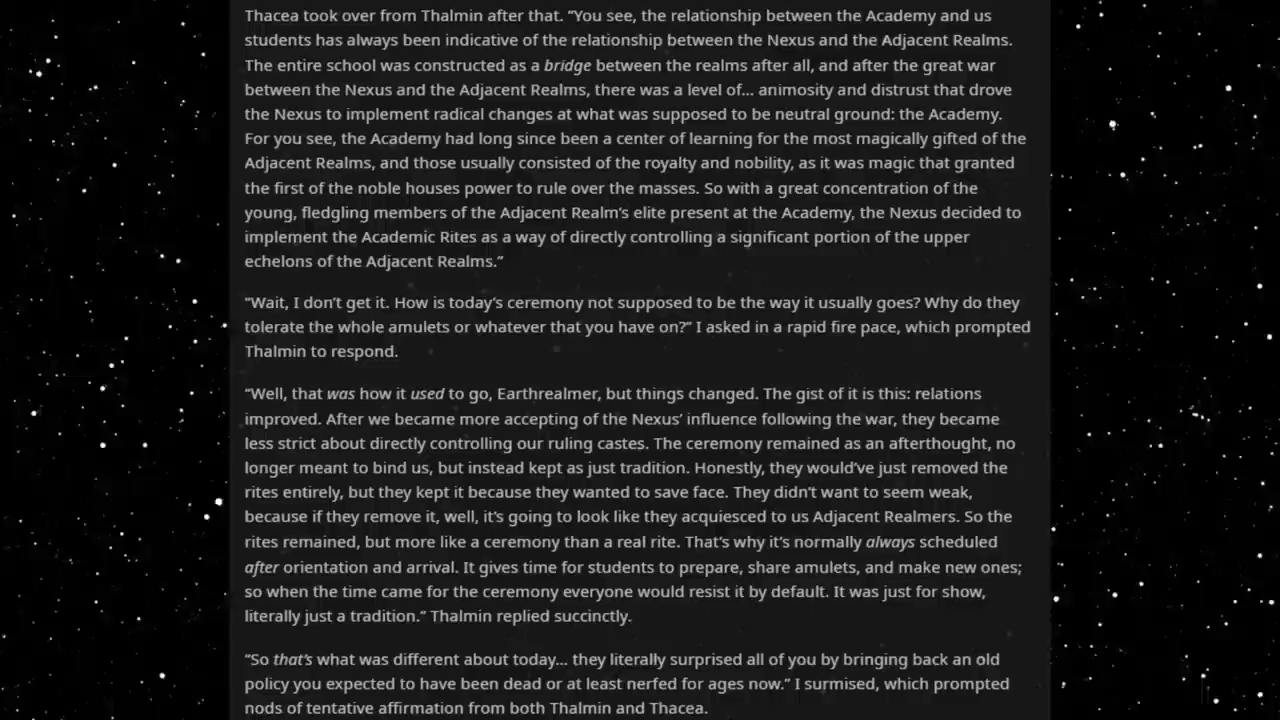 Thacea took over from Thalmin after that. “You see, the relationship between the Academy and us
students has always been indicative of the relationship between the Nexus and the Adjacent Realms.
The entire school was constructed as a bridge between the realms after all, and after the great war
between the Nexus and the Adjacent Realms, there was a level of… animosity and distrust that drove
the Nexus to implement radical changes at what was supposed to be neutral ground: the Academy.
For you see, the Academy had long since been a center of learning for the most magically gifted of the
Adjacent Realms, and those usually consisted of the royalty and nobility, as it was magic that granted
the first of the noble houses power to rule over the masses. So with a great concentration of the
young, fledgling members of the Adjacent Realm’s elite present at the Academy, the Nexus decided to
implement the Academic Rites as a way of directly controlling a significant portion of the upper
echelons of the Adjacent Realms.”
“Wait, I don’t get it. How is today’s ceremony not supposed to be the way it usually goes? Why do they
tolerate the whole amulets or whatever that you have on?” I asked in a rapid fire pace, which prompted
Thalmin to respond.
“Well, that was how it used to go, Earthrealmer, but things changed. The gist of it is this: relations
improved. After we became more accepting of the Nexus’ influence following the war, they became
less strict about directly controlling our ruling castes. The ceremony remained as an afterthought, no
longer meant to bind us, but instead kept as just tradition. Honestly, they would’ve just removed the
rites entirely, but they kept it because they wanted to save face. They didn’t want to seem weak,
because if they remove it, well, it’s going to look like they acquiesced to us Adjacent Realmers. So the
rites remained, but more like a ceremony than a real rite. That’s why it’s normally always scheduled
after orientation and arrival. It gives time for students to prepare, share amulets, and make new ones;
so when the time came for the ceremony everyone would resist it by default. It was just for show,
literally just a tradition.” Thalmin replied succinctly.
“So that’s what was different about today… they literally surprised all of you by bringing back an old
policy you expected to have been dead or at least nerfed for ages now.” I surmised, which prompted
nods of tentative affirmation from both Thalmin and Thacea.